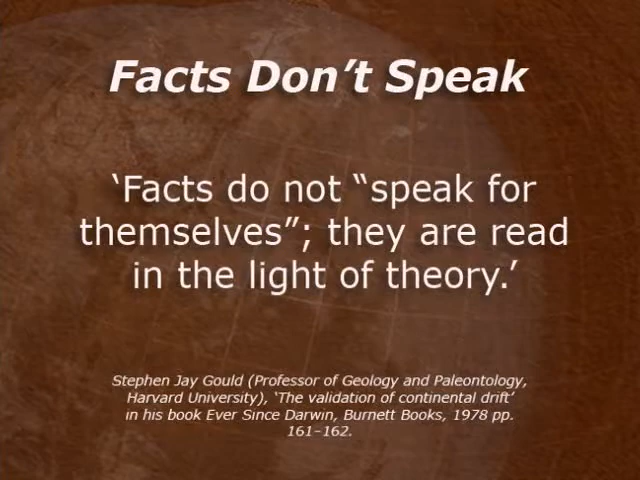 Facts Don’t Speak
‘Facts do not “speak for
themselves”; they are read
in the light of theory.’
Stephen Jay Gould (Professor of Geology and Paleontology,
Harvard University), ‘The validation of continental drift’
in his book Ever Since Darwin, Burnett Books, 1978 pp.
161–162.